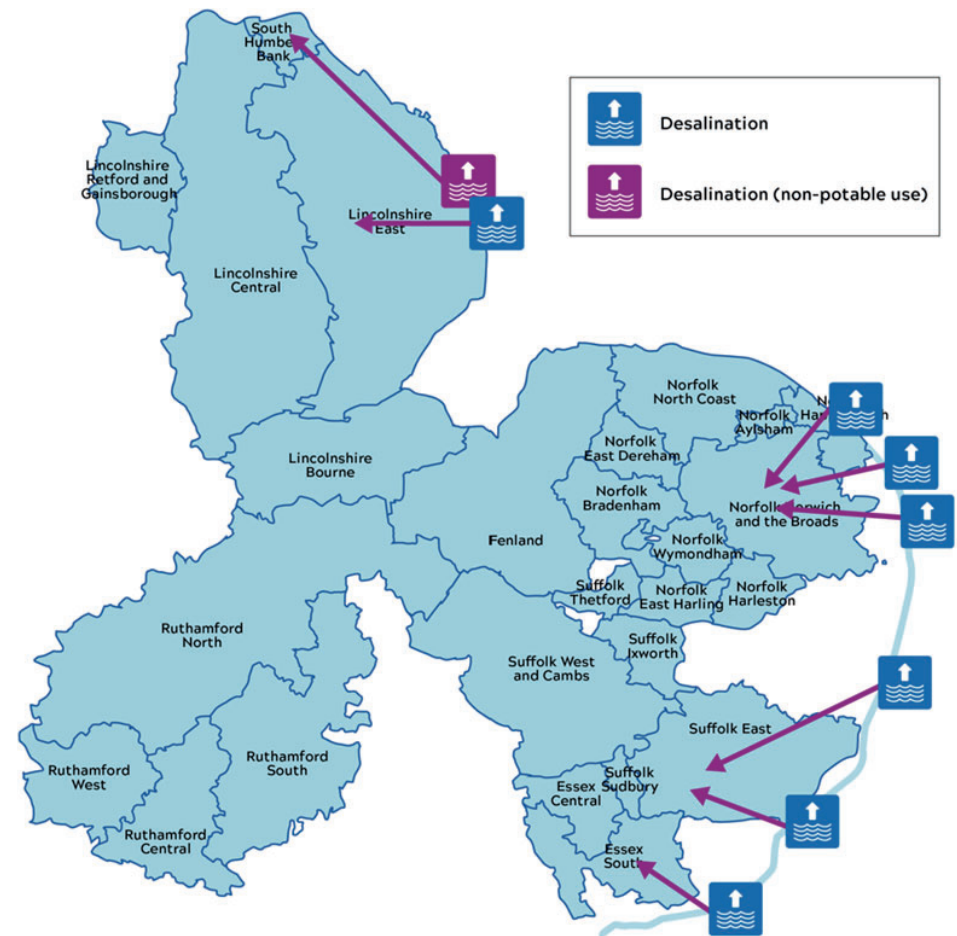 South
Humbe
Bank
Desalination
Lincolnshire
Retford and
Gainsborough
Desalination (non-potable use)
Lincolnshire
East
Lincolnshire
Central
Norfolk
North Coast
Norfolk
Aylsham
Norfolk
East Dereham
Lincolnshire
Bourne
Norfolk
Bradenham
Norfolk
and the Broads
Fenland
Norfolk
Wymondham
Suffolk
Thetford
Norfolk
East Harling
Norfolk
Harleston
Ruthamford
North
Suffolk
Ixworth
Suffolk West
and Cambs
Suffolk East
Ruthamford
South
Ruthamford
West
Suffolk
Sudbury
Essex
Central
Ruthamford
Central
Essex
South